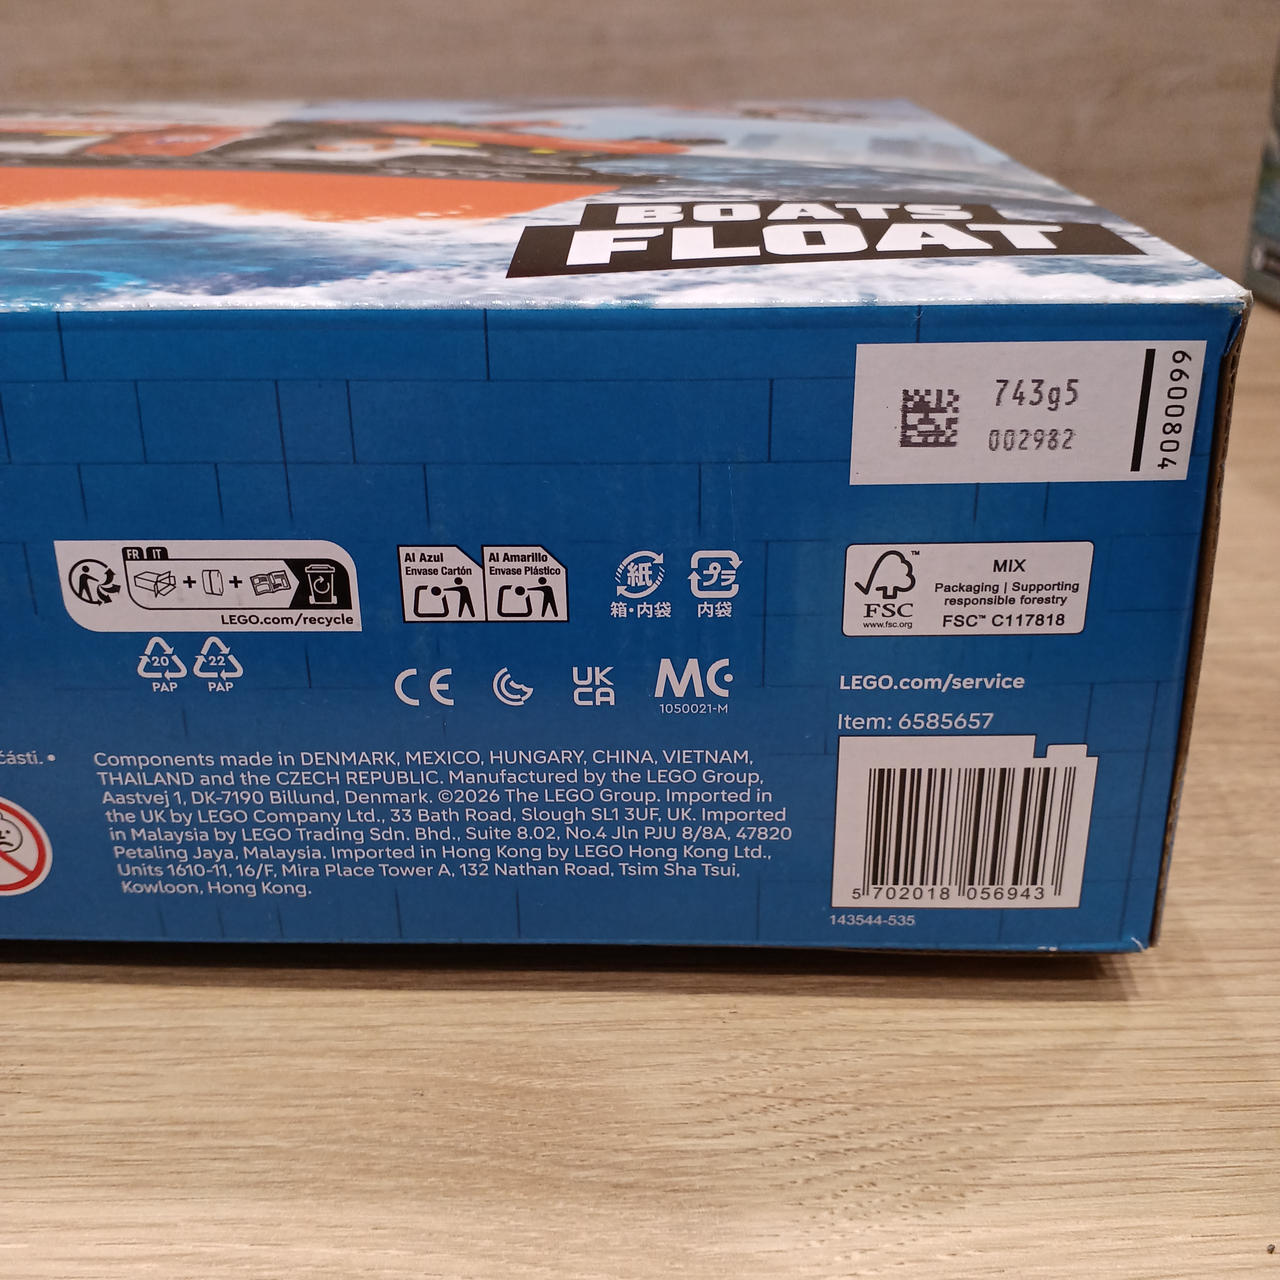 BOATS
FLOAT
743g5
002982
6600804
FR IT
LEGO.com/recycle
20
PAP
22
PAP
Al Azul
Envase Cartón
Al Amarillo
Envase Plástico
紙
箱・内袋
プラ
内袋
FSC™
www.fsc.org
MIX
Packaging | Supporting
responsible forestry
FSC™ C117818
CE
UK
CA
MC
1050021-M
LEGO.com/service
Item: 6585657
části. •
Components made in DENMARK, MEXICO, HUNGARY, CHINA, VIETNAM,
THAILAND and the CZECH REPUBLIC. Manufactured by the LEGO Group,
Aastvej 1, DK-7190 Billund, Denmark. ©2026 The LEGO Group. Imported in
the UK by LEGO Company Ltd., 33 Bath Road, Slough SL1 3UF, UK. Imported
in Malaysia by LEGO Trading Sdn. Bhd., Suite 8.02, No.4 Jln PJU 8/8A, 47820
Petaling Jaya, Malaysia. Imported in Hong Kong by LEGO Hong Kong Ltd.,
Units 1610-11, 16/F, Mira Place Tower A, 132 Nathan Road, Tsim Sha Tsui,
Kowloon, Hong Kong.
5 702018 056943
143544-535